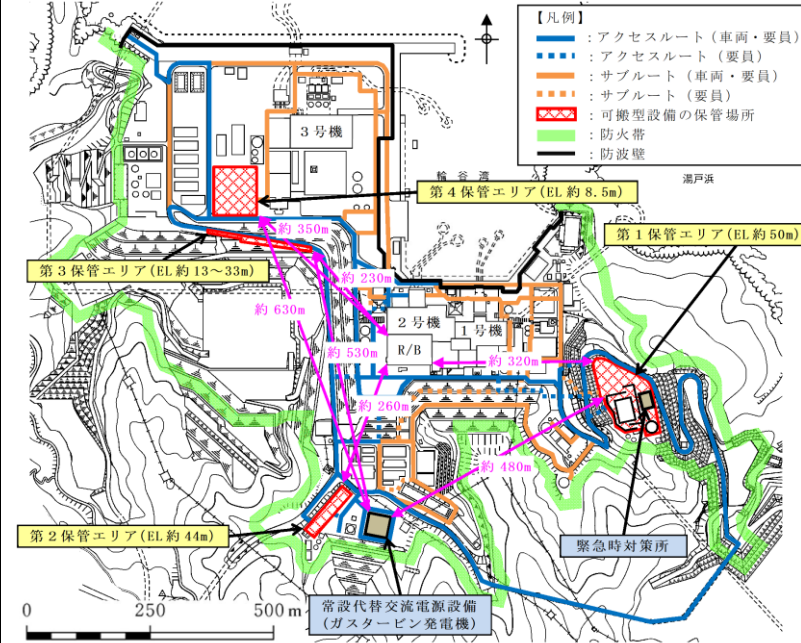 【凡例】
：アクセスルート（車両・要員）
：アクセスルート（要員）
：サブルート（車両・要員）
：サブルート（要員）
：可搬型設備の保管場所
：防火帯
：防波壁
3号機
輪谷湾
湯戸浜
第４保管エリア(EL約8.5m)
第１保管エリア(EL約50m)
約350m
第３保管エリア(EL約13～33m)
約230m
約630m
2号機
1号機
R/B
約530m
約320m
約260m
約480m
第２保管エリア(EL約44m)
緊急時対策所
常設代替交流電源設備
(ガスタービン発電機)
0 250 500 m